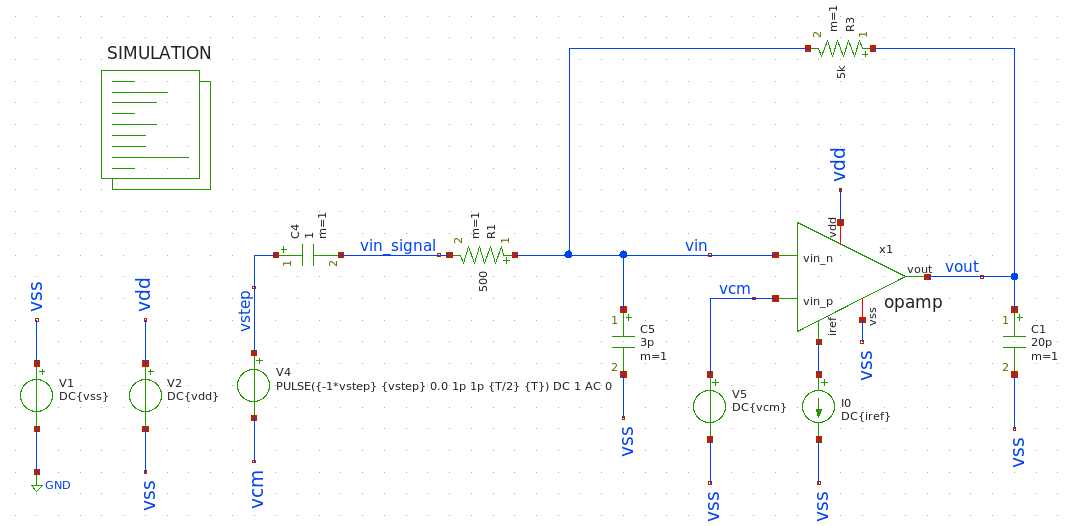 SIMULATION
m=1
R3
2
1
5k
vdd
C4
1
m=1
1
2
vin_signal
m=1
R1
2
1
500
vin
vcm
vdd
x1
vin_n
vin_p
vout
vout
iref
vss
opamp
vss
vss
vdd
vstep
1
C5
3p
m=1
2
1
C1
20p
m=1
2
V1
DC{vss}
V2
DC{vdd}
V4
PULSE({-1*vstep} {vstep} 0.0 1p 1p {T/2} {T}) DC 1 AC 0
V5
DC{vcm}
I0
DC{iref}
GND
vss
vcm
vss
vss
vss
vss